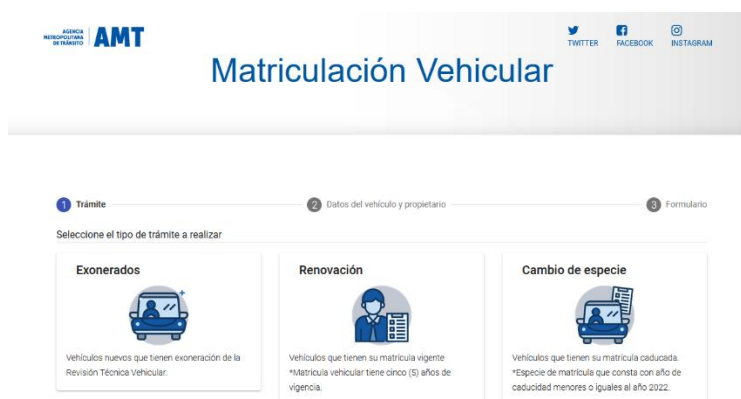 AGENCIA
METROPOLITANA
DE TRÁNSITO
AMT
TWITTER
FACEBOOK
INSTAGRAM
Matriculación Vehicular
1 Trámite
2 Datos del vehículo y propietario
3 Formulario
Seleccione el tipo de trámite a realizar
Exonerados
Vehículos nuevos que tienen exoneración de la
Revisión Técnica Vehicular.
Renovación
Vehículos que tienen su matrícula vigente
*Matricula vehicular tiene cinco (5) años de
vigencia.
Cambio de especie
Vehículos que tienen su matrícula caducada.
*Especie de matrícula que consta con año de
caducidad menores o iguales al año 2022.